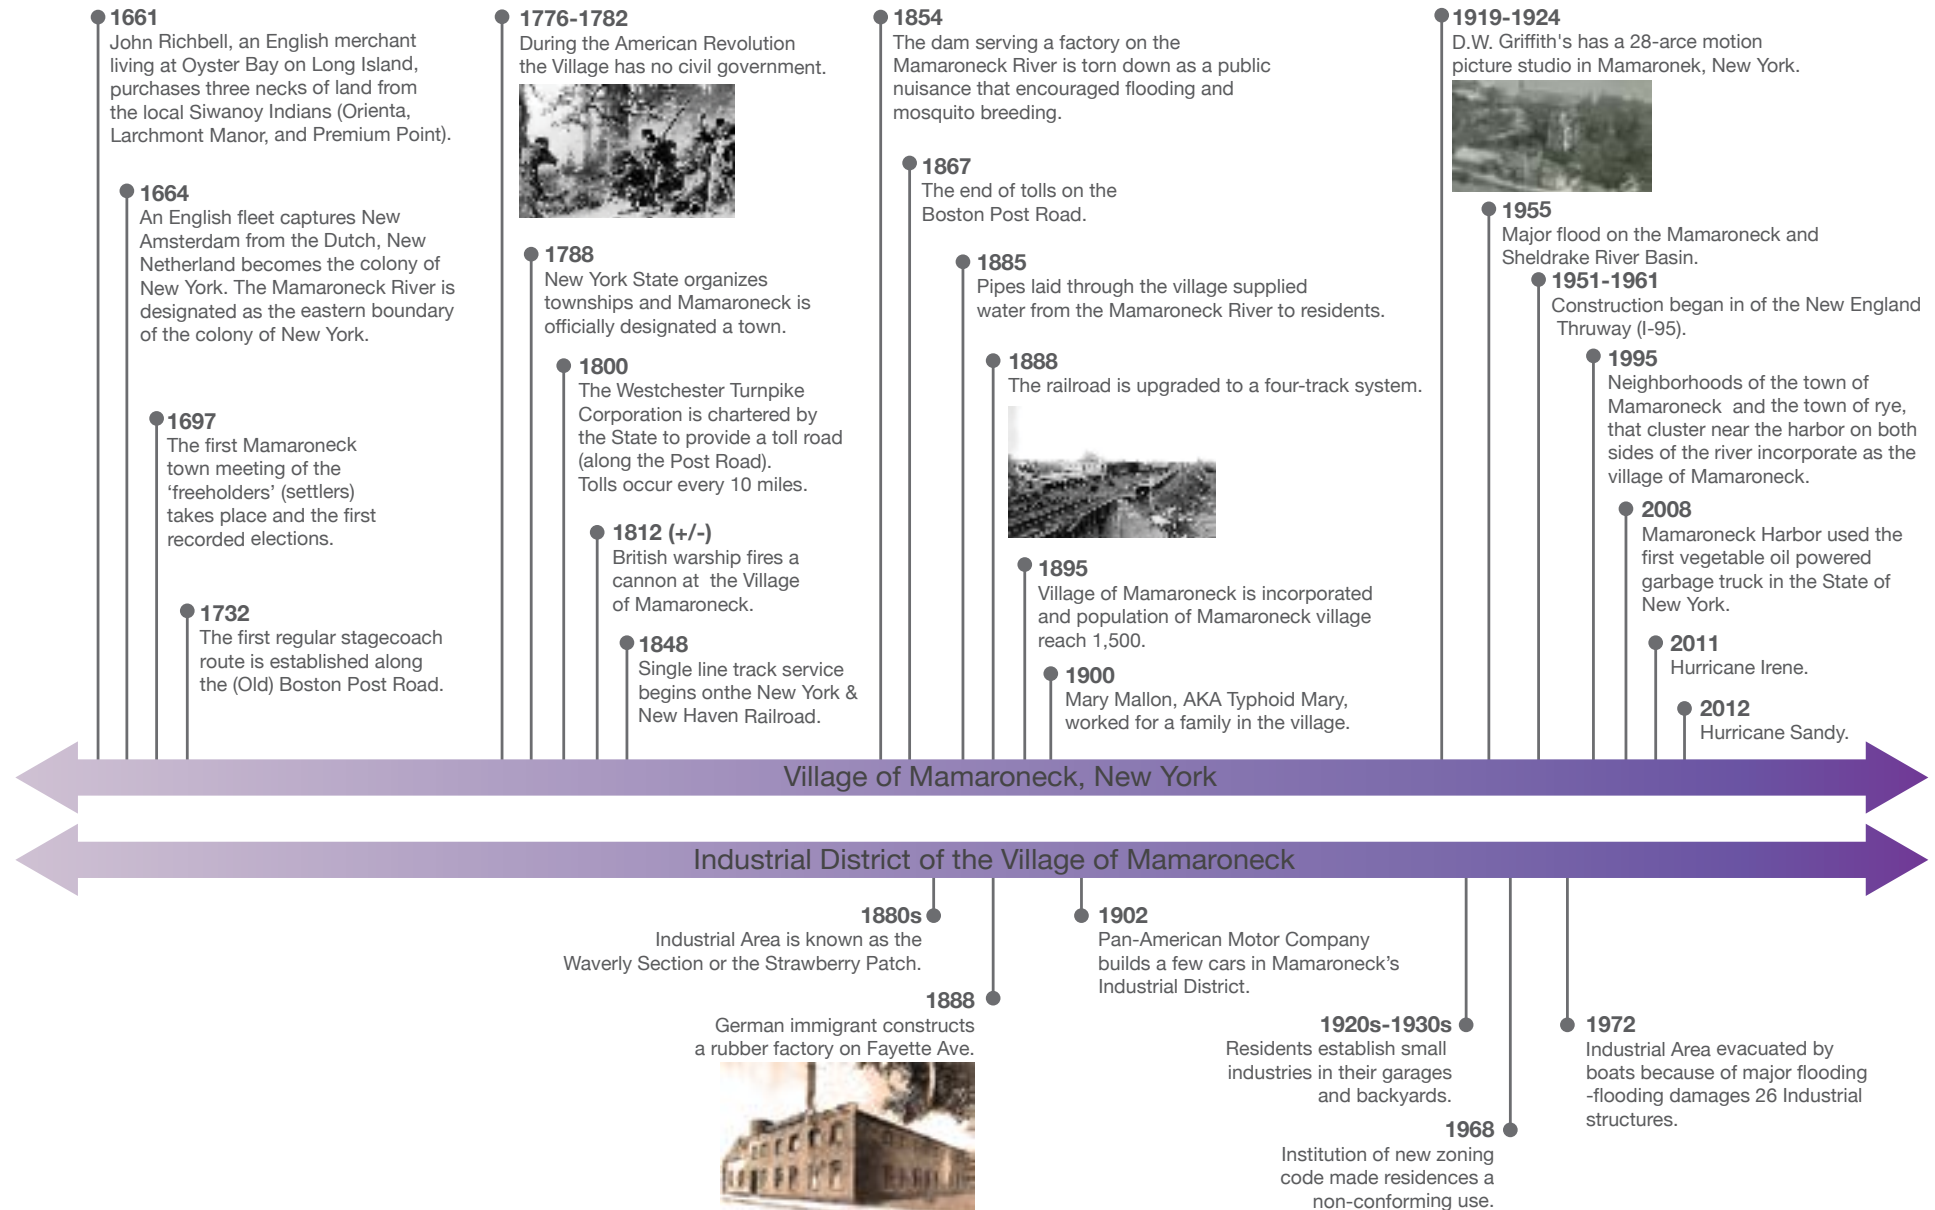 1661
John Richbell, an English merchant
living at Oyster Bay on Long Island,
purchases three necks of land from
the local Siwanoy Indians (Orienta,
Larchmont Manor, and Premium Point).
1664
An English fleet captures New
Amsterdam from the Dutch, New
Netherland becomes the colony of
New York. The Mamaroneck River is
designated as the eastern boundary
of the colony of New York.
1697
The first Mamaroneck
town meeting of the
‘freeholders’ (settlers)
takes place and the first
recorded elections.
1732
The first regular stagecoach
route is established along
the (Old) Boston Post Road.
1776-1782
During the American Revolution
the Village has no civil government.
1788
New York State organizes
townships and Mamaroneck is
officially designated a town.
1800
The Westchester Turnpike
Corporation is chartered by
the State to provide a toll road
(along the Post Road).
Tolls occur every 10 miles.
1812 (+/-)
British warship fires a
cannon at the Village
of Mamaroneck.
1848
Single line track service
begins onthe New York &
New Haven Railroad.
1854
The dam serving a factory on the
Mamaroneck River is torn down as a public
nuisance that encouraged flooding and
mosquito breeding.
1867
The end of tolls on the
Boston Post Road.
1885
Pipes laid through the village supplied
water from the Mamaroneck River to residents.
1888
The railroad is upgraded to a four-track system.
1895
Village of Mamaroneck is incorporated
and population of Mamaroneck village
reach 1,500.
1900
Mary Mallon, AKA Typhoid Mary,
worked for a family in the village.
1919-1924
D.W. Griffith's has a 28-arce motion
picture studio in Mamaronek, New York.
1955
Major flood on the Mamaroneck and
Sheldrake River Basin.
1951-1961
Construction began in of the New England
Thruway (I-95).
1995
Neighborhoods of the town of
Mamaroneck and the town of rye,
that cluster near the harbor on both
sides of the river incorporate as the
village of Mamaroneck.
2008
Mamaroneck Harbor used the
first vegetable oil powered
garbage truck in the State of
New York.
2011
Hurricane Irene.
2012
Hurricane Sandy.
Village of Mamaroneck, New York
Industrial District of the Village of Mamaroneck
1880s
Industrial Area is known as the
Waverly Section or the Strawberry Patch.
1888
German immigrant constructs
a rubber factory on Fayette Ave.
1902
Pan-American Motor Company
builds a few cars in Mamaroneck’s
Industrial District.
1920s-1930s
Residents establish small
industries in their garages
and backyards.
1968
Institution of new zoning
code made residences a
non-conforming use.
1972
Industrial Area evacuated by
boats because of major flooding
-flooding damages 26 Industrial
structures.